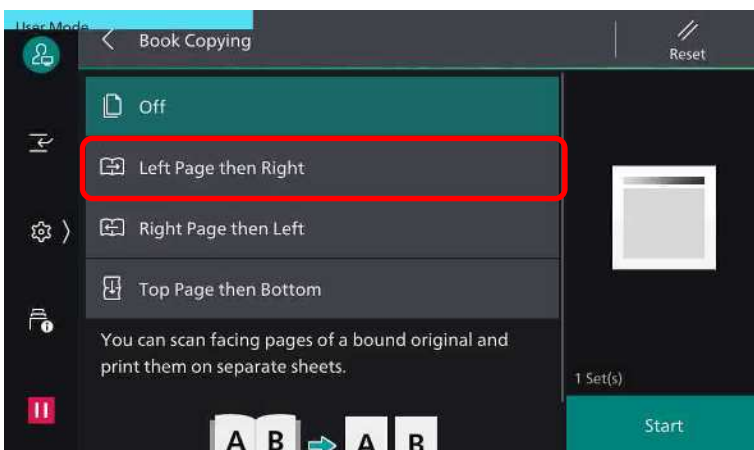 User Mode
Book Copying
Reset
Off
Left Page then Right
Right Page then Left
Top Page then Bottom
You can scan facing pages of a bound original and
print them on separate sheets.
1 Set(s)
A B A B
Start